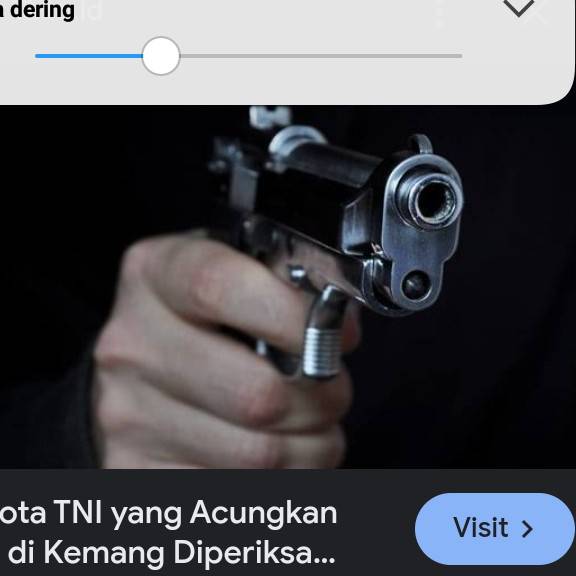 a dering
ota TNI yang Acungkan
di Kemang Diperiksa...
Visit